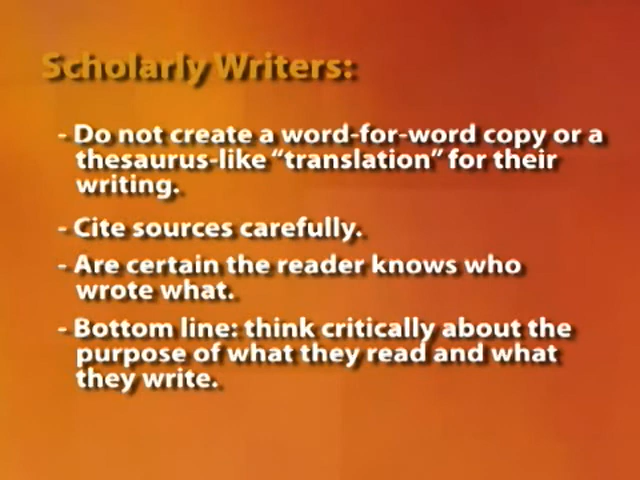 Scholarly Writers:
- Do not create a word-for-word copy or a
thesaurus-like “translation” for their
writing.
- Cite sources carefully.
- Are certain the reader knows who
wrote what.
- Bottom line: think critically about the
purpose of what they read and what
they write.